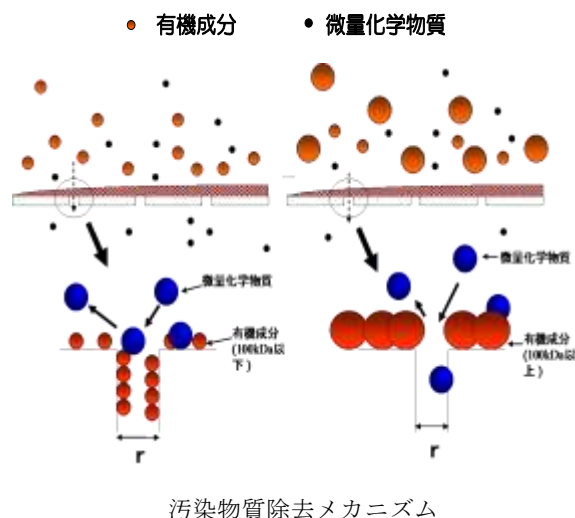 有機成分
微量化学物質
微量化学物質
有機成分
(100kDa以
下)
r
微量化学物質
有機成分
(100kDa以
上)
r
汚染物質除去メカニズム